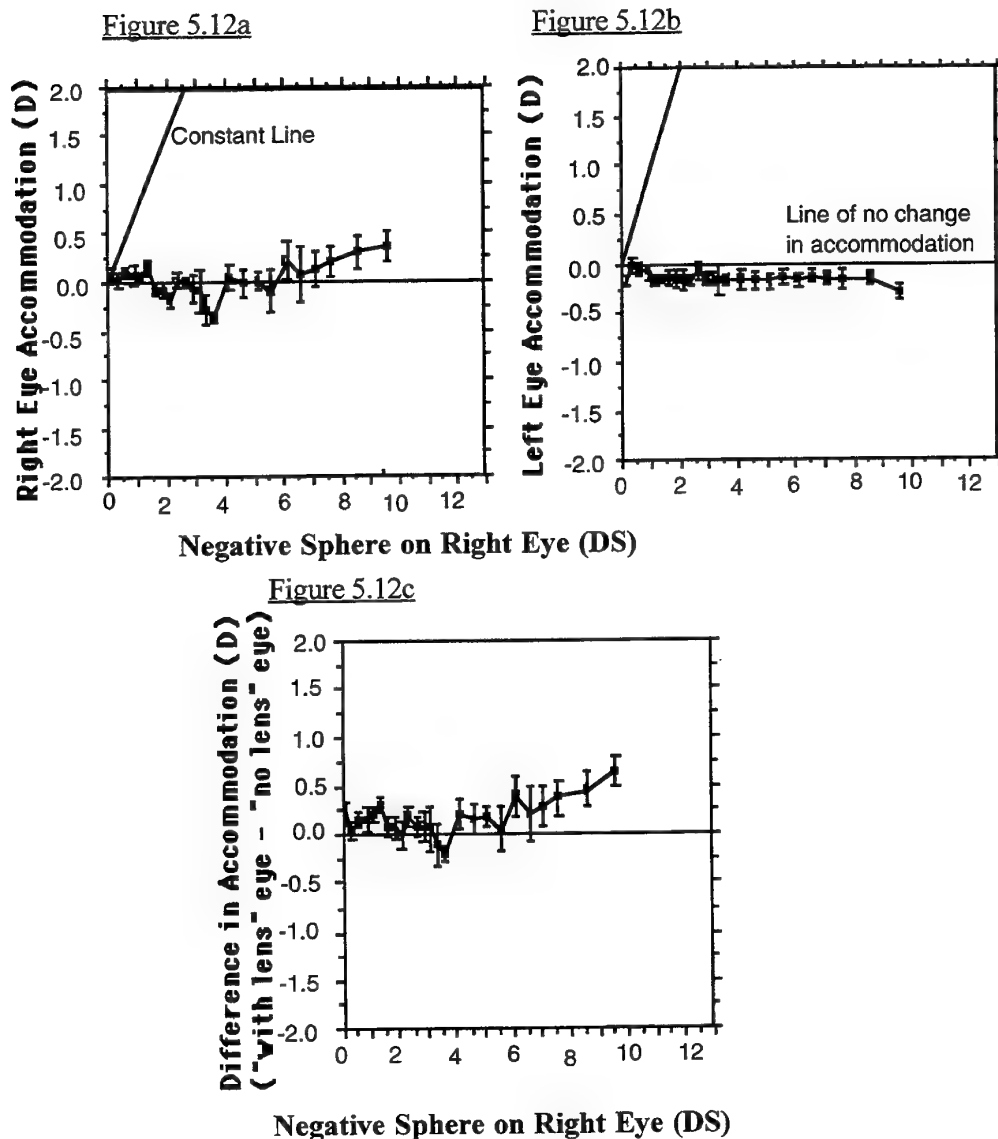 Figure 5.12a
Right Eye Accommodation (D)
2.0
1.5
1.0
0.5
0.0
-0.5
-1.0
-1.5
-2.0
Constant Line
0 2 4 6 8 10 12
Figure 5.12b
Left Eye Accommodation (D)
2.0
1.5
1.0
0.5
-0.0
-0.5
-1.0
-1.5
-2.0
Line of no change
in accommodation
0 2 4 6 8 10 12
Negative Sphere on Right Eye (DS)
Figure 5.12c
Difference in Accommodation (D)
("with lens" eye - "no lens" eye)
2.0
1.5
1.0
0.5
0.0
-0.5
-1.0
-1.5
-2.0
0 2 4 6 8 10 12
Negative Sphere on Right Eye (DS)